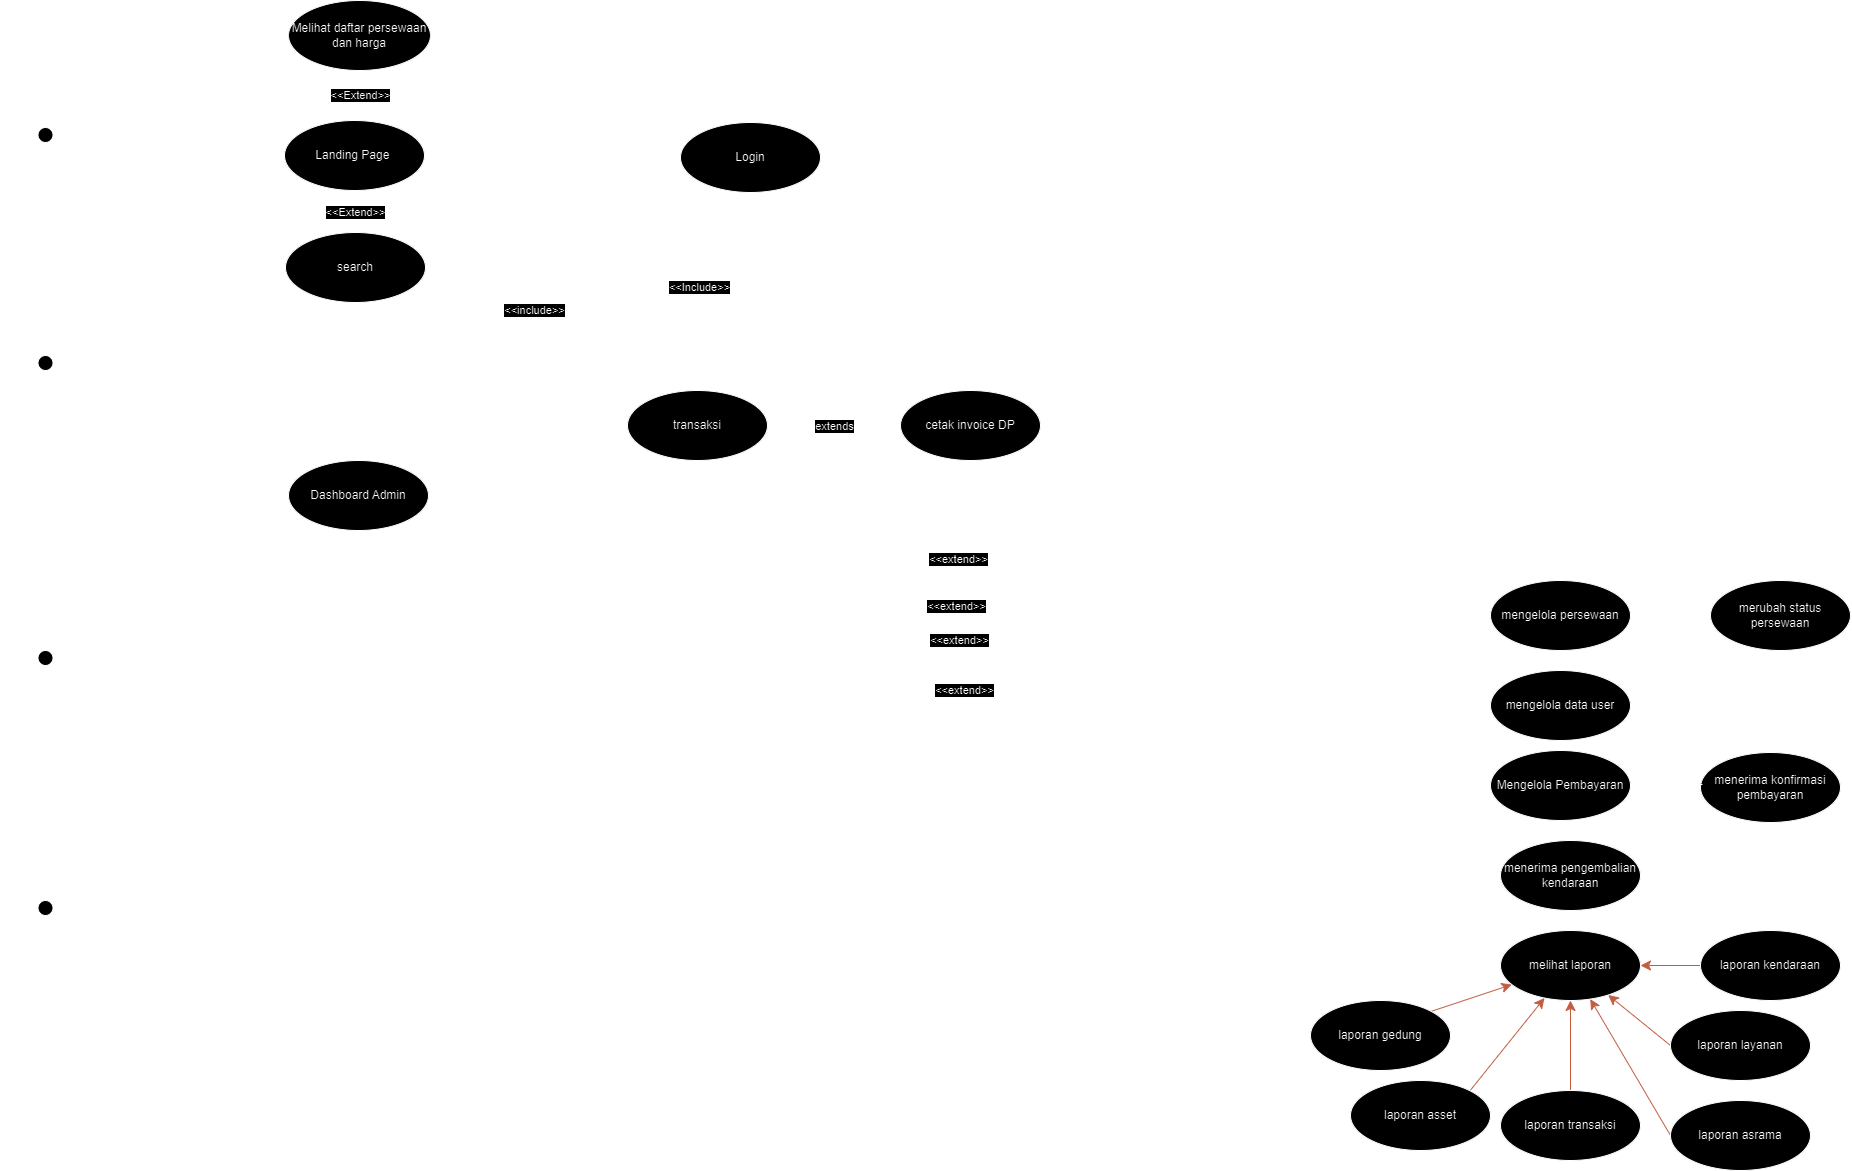 Melihat daftar persewaan
dan harga
<<Extend>>
Landing Page
Login
<<Extend>>
search
<<Include>>
<<include>>
transaksi
extends
cetak invoice DP
Dashboard Admin
<<extend>>
<<extend>>
<<extend>>
<<extend>>
mengelola persewaan
merubah status
persewaan
mengelola data user
Mengelola Pembayaran
menerima konfirmasi
pembayaran
menerima pengembalian
kendaraan
melihat laporan
laporan kendaraan
laporan gedung
laporan layanan
laporan asset
laporan transaksi
laporan asrama